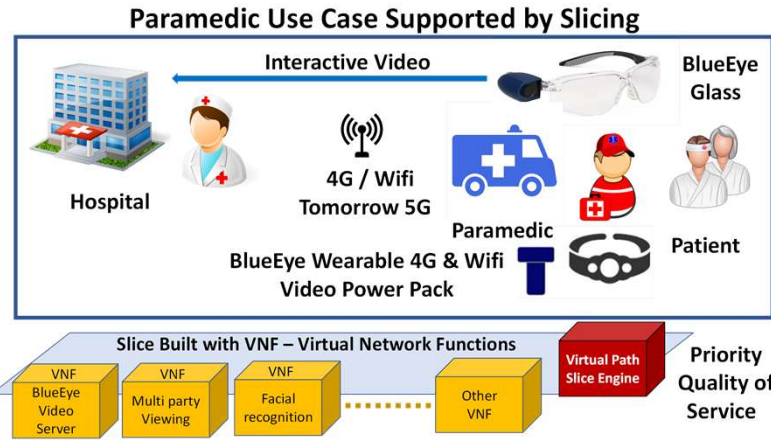 Paramedic Use Case Supported by Slicing
Interactive Video
BlueEye
Glass
Hospital
4G / Wifi
Tomorrow 5G
Paramedic
Patient
BlueEye Wearable 4G & Wifi
Video Power Pack
Slice Built with VNF – Virtual Network Functions
VNF
BlueEye
Video
Server
VNF
Multi party
Viewing
VNF
Facial
recognition
Other
VNF
Virtual Path
Slice Engine
Priority
Quality of
Service